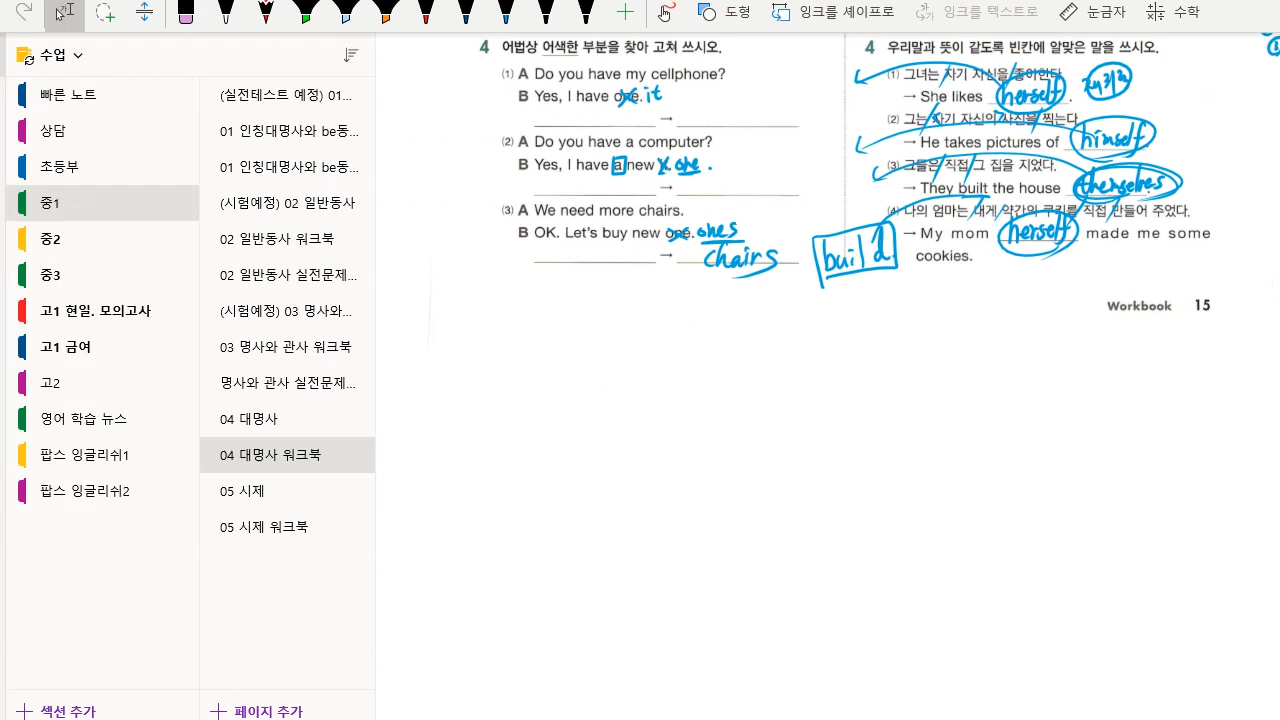 도형
잉크를 셰이프로
잉크를 텍스트로
눈금자
수학
수업
빠른 노트
상담
초등부
중1
중2
중3
고1 현일. 모의고사
고1 금여
고2
영어 학습 뉴스
팝스 잉글리쉬1
팝스 잉글리쉬2
섹션 추가
(실전테스트 예정) 01...
01 인칭대명사와 be동...
01 인칭대명사와 be동...
(시험예정) 02 일반동사
02 일반동사 워크북
02 일반동사 실전문제...
(시험예정) 03 명사와...
03 명사와 관사 워크북
명사와 관사 실전문제...
04 대명사
04 대명사 워크북
05 시제
05 시제 워크북
페이지 추가
4 어법상 어색한 부분을 찾아 고쳐 쓰시오.
(1) A Do you have my cellphone?
B Yes, I have one. it
→
(2) A Do you have a computer?
B Yes, I have a new one.
→
(3) A We need more chairs.
B OK. Let's buy new one. ones
→ chairs
4 우리말과 뜻이 같도록 빈칸에 알맞은 말을 쓰시오.
(1) 그녀는 자기 자신을 좋아한다.
→ She likes herself.
(2) 그는 자기 자신의 사진을 찍는다.
→ He takes pictures of himself.
(3) 그들은 직접 그 집을 지었다.
→ They built the house themselves.
(4) 나의 엄마는 내게 약간의 쿠키를 직접 만들어 주었다.
→ My mom herself made me some
cookies.
build
Workbook 15